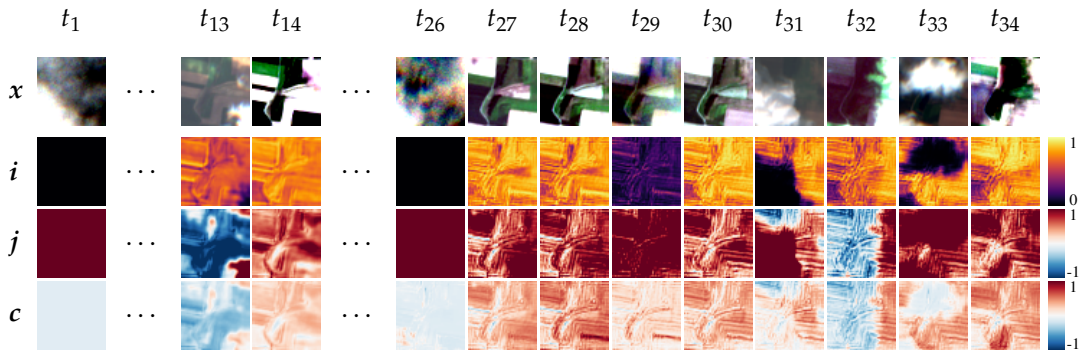 t1 ... t13 t14 ... t26 t27 t28 t29 t30 t31 t32 t33 t34
x ... ...
i ... ... 1 0
j ... ... 1 -1
c ... ... 1 -1